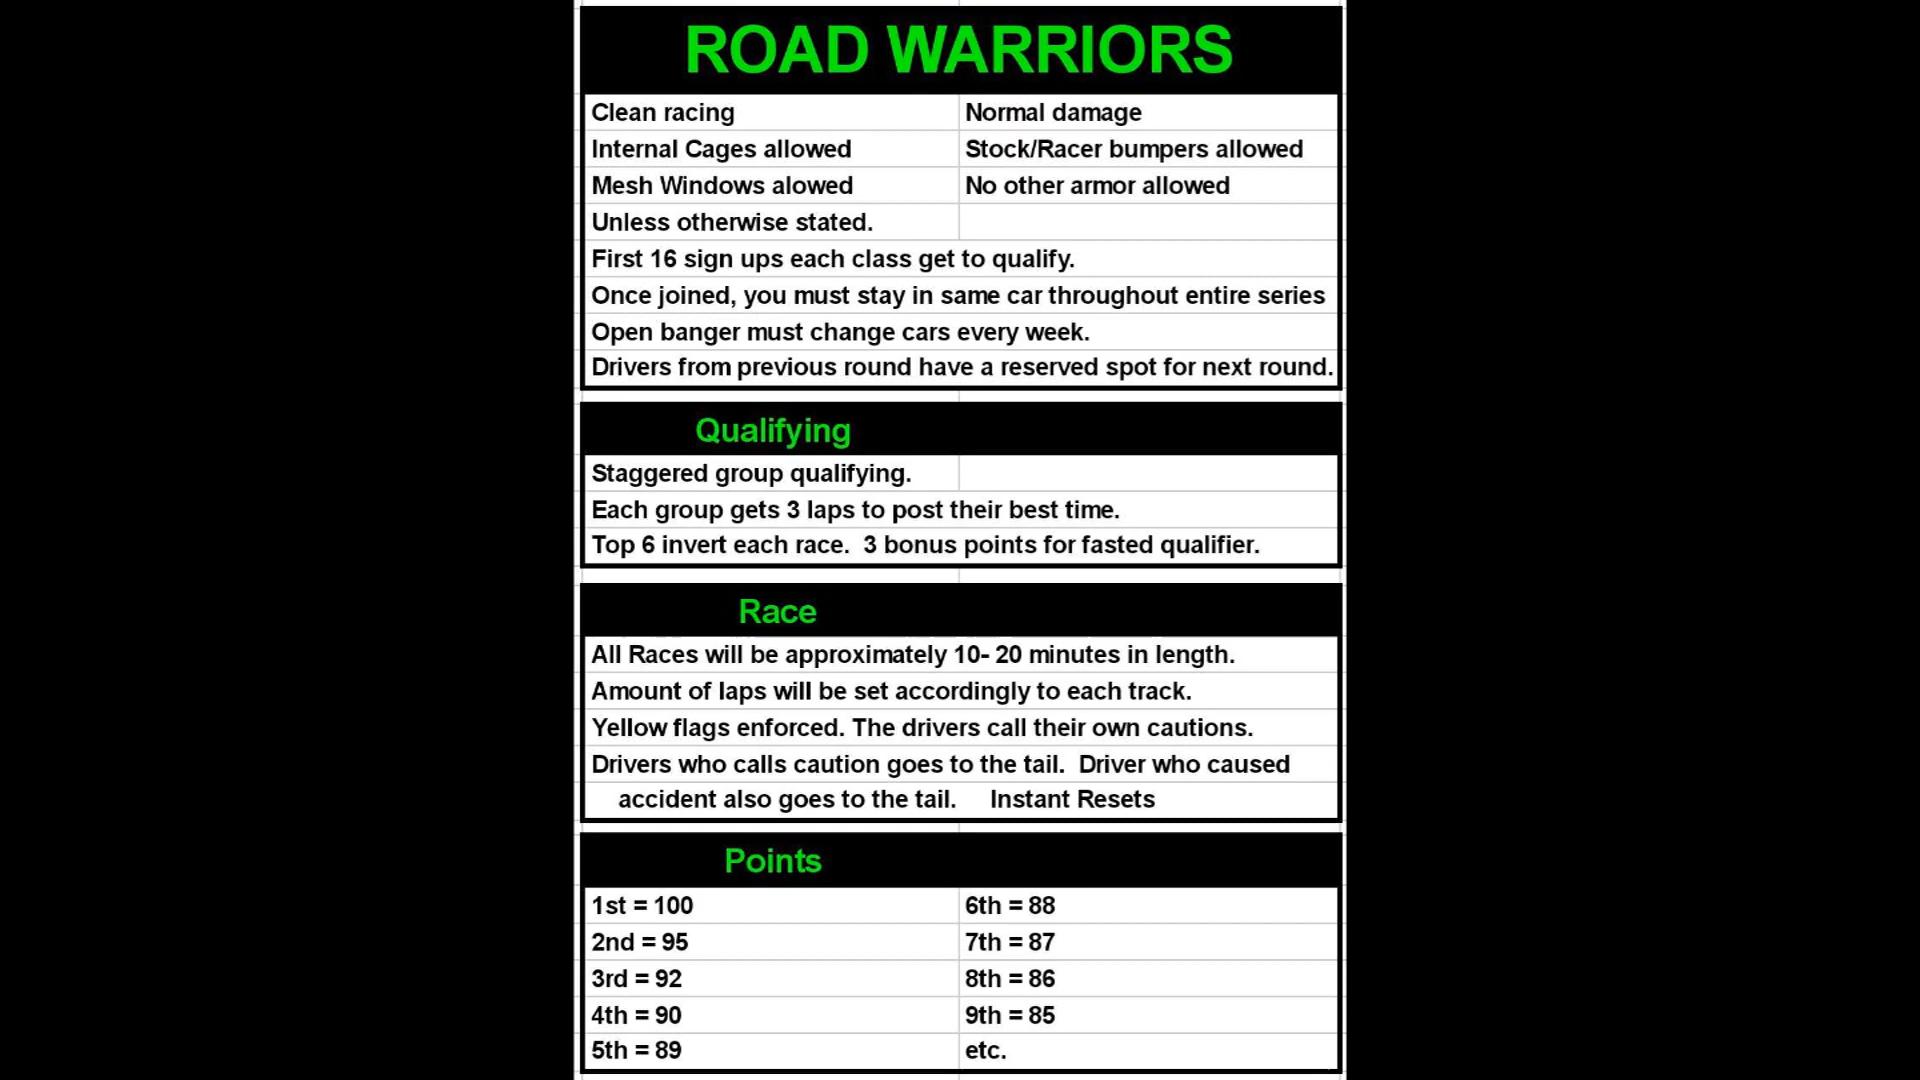 ROAD WARRIORS
Clean racing Normal damage
Internal Cages allowed Stock/Racer bumpers allowed
Mesh Windows alowed No other armor allowed
Unless otherwise stated.
First 16 sign ups each class get to qualify.
Once joined, you must stay in same car throughout entire series
Open banger must change cars every week.
Drivers from previous round have a reserved spot for next round.
Qualifying
Staggered group qualifying.
Each group gets 3 laps to post their best time.
Top 6 invert each race.  3 bonus points for fasted qualifier.
Race
All Races will be approximately 10- 20 minutes in length.
Amount of laps will be set accordingly to each track.
Yellow flags enforced. The drivers call their own cautions.
Drivers who calls caution goes to the tail.  Driver who caused
accident also goes to the tail.     Instant Resets
Points
1st = 100 6th = 88
2nd = 95 7th = 87
3rd = 92 8th = 86
4th = 90 9th = 85
5th = 89 etc.